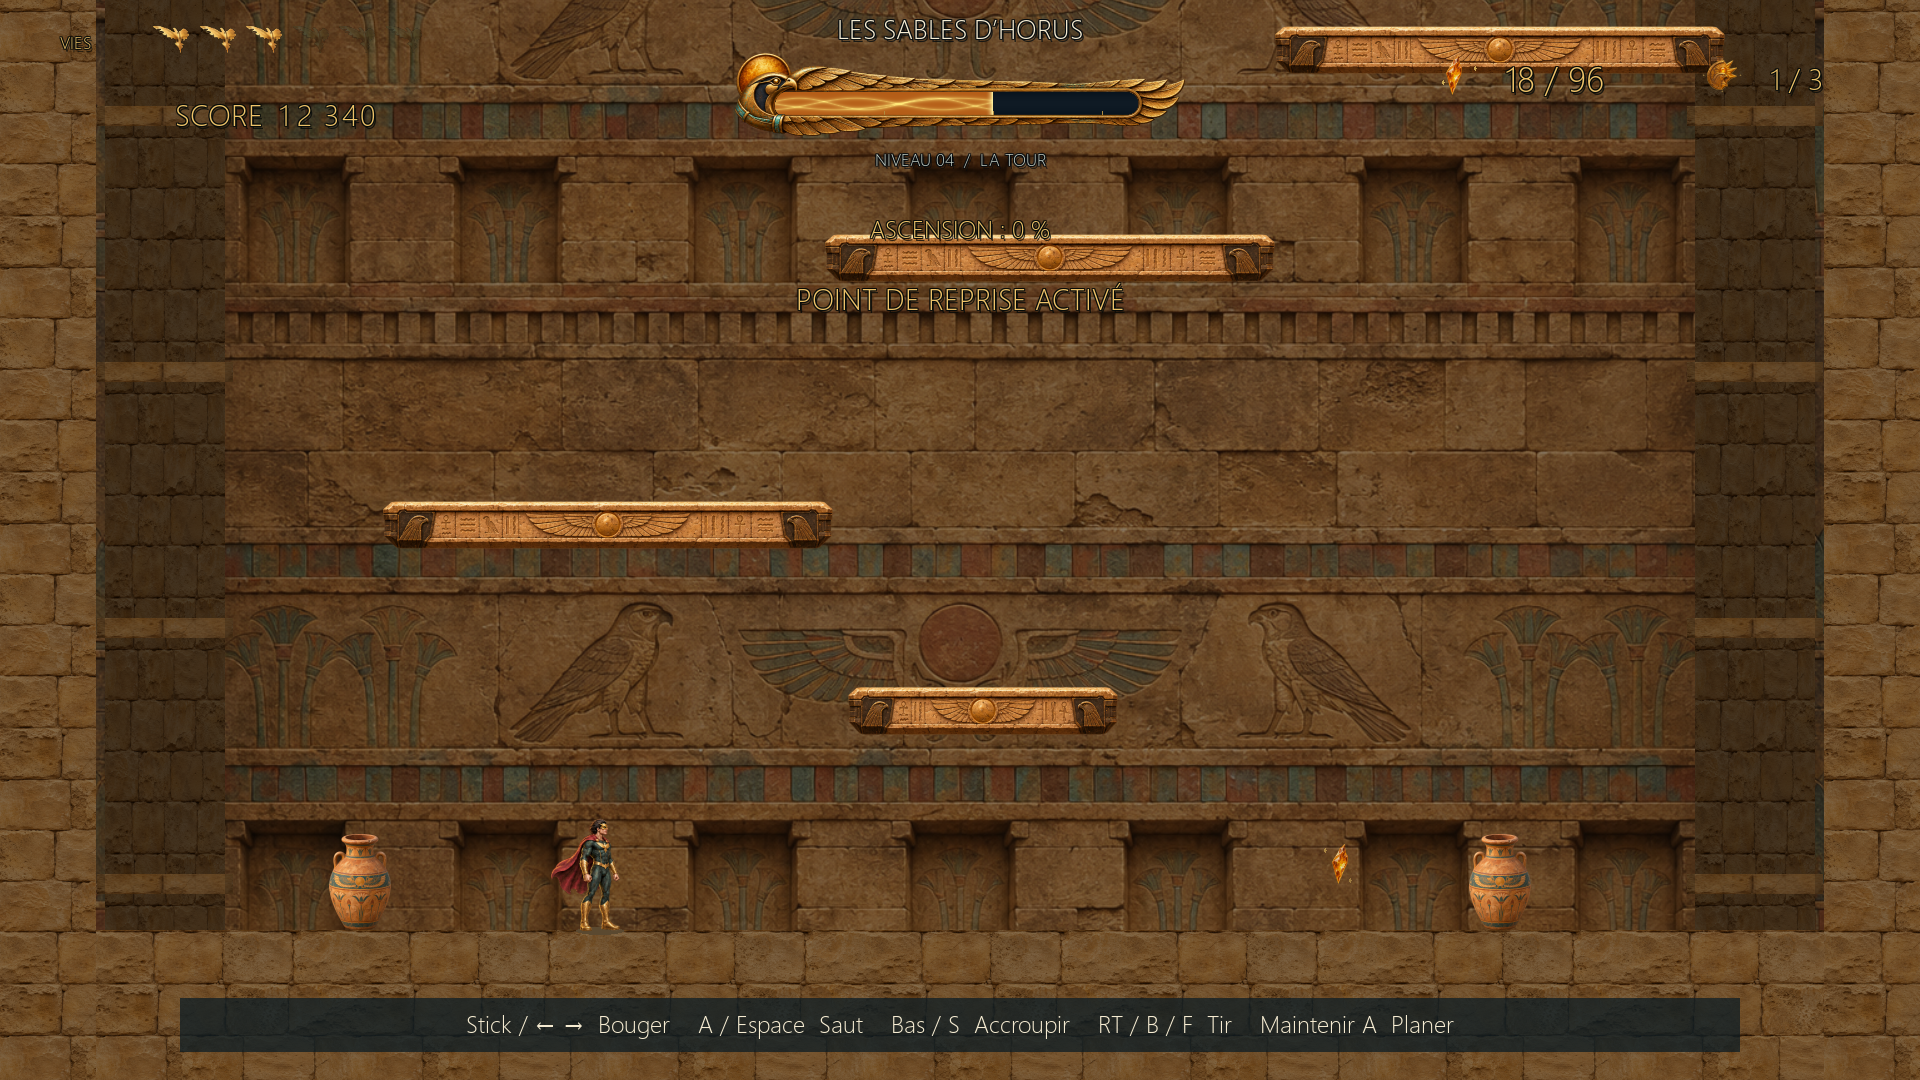 LES SABLES D'HORUS
VIES
18 / 96
1 / 3
SCORE 12 340
NIVEAU 04 / LA TOUR
ASCENSION : 0 %
POINT DE REPRISE ACTIVÉ
Stick / ← → Bouger A / Espace Saut Bas / S Accroupir RT / B / F Tir Maintenir A Planer